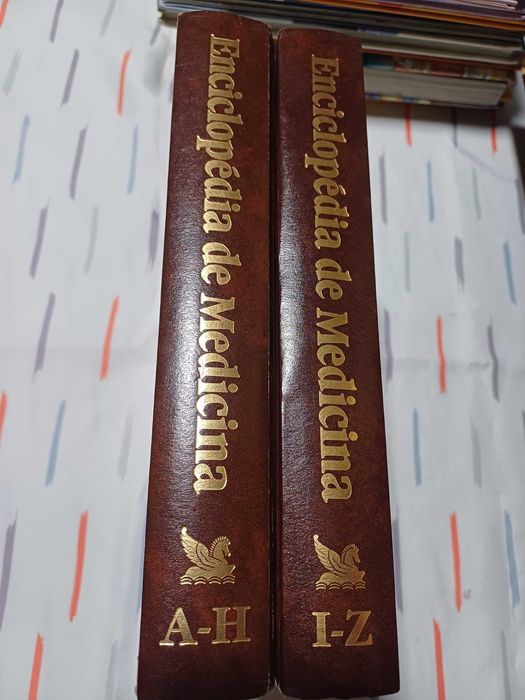 Enciclopédia de Medicina
A-H
Enciclopédia de Medicina
I-Z